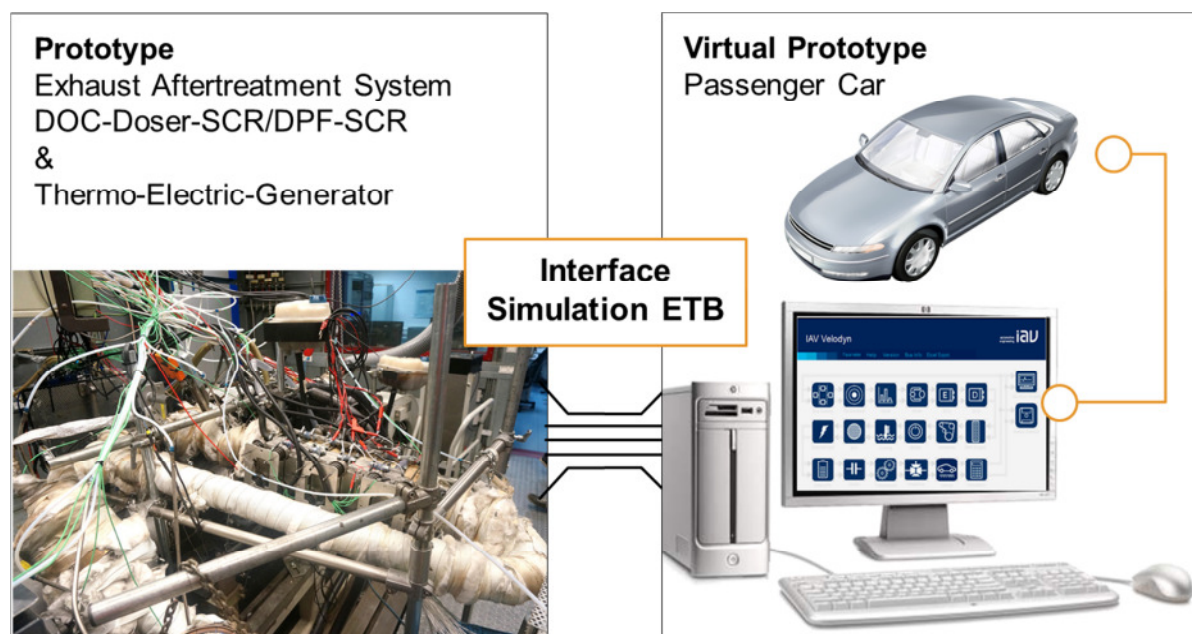 Prototype
Exhaust Aftertreatment System
DOC-Doser-SCR/DPF-SCR
&
Thermo-Electric-Generator
Virtual Prototype
Passenger Car
Interface
Simulation ETB
IAV Velodyn
iav
E
D